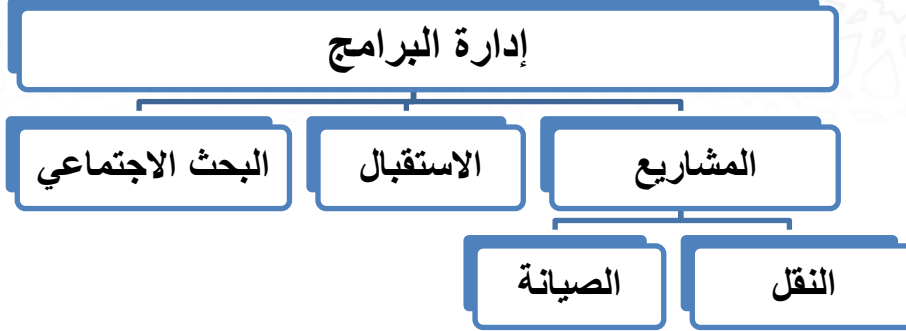 إدارة البرامج
المشاريع
الاستقبال
البحث الاجتماعي
النقل
الصيانة